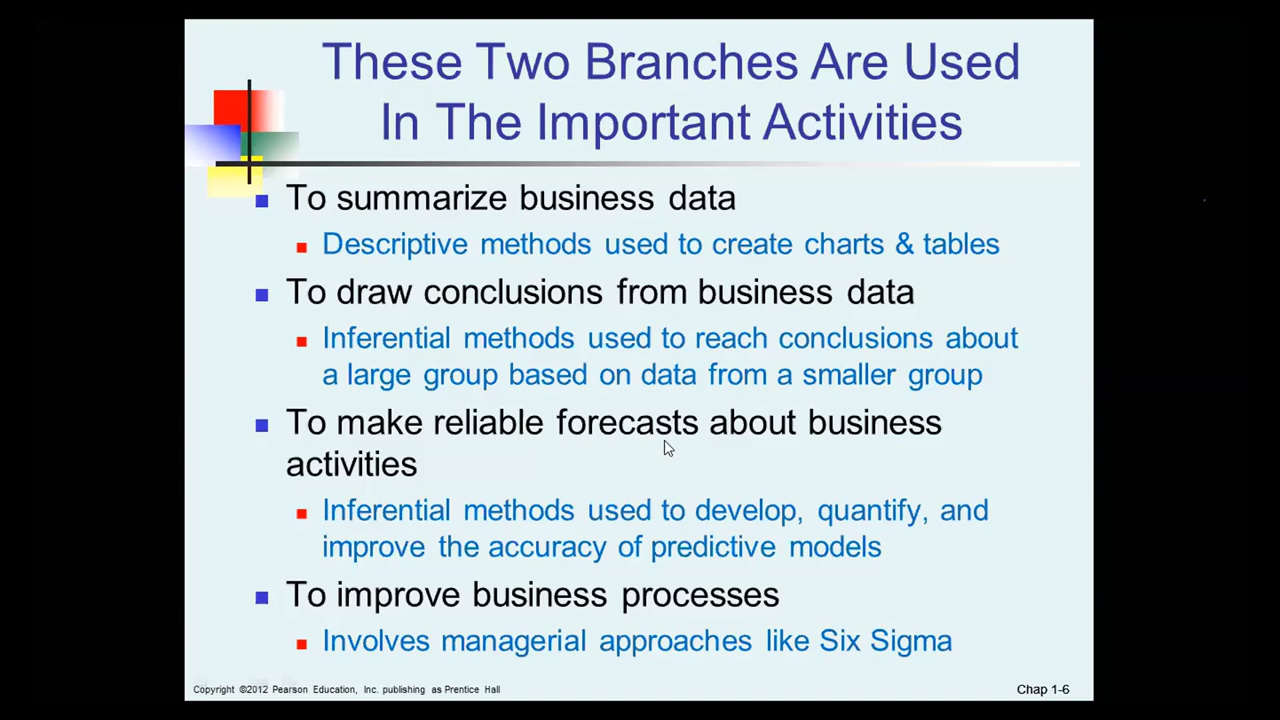 These Two Branches Are Used
In The Important Activities
To summarize business data
Descriptive methods used to create charts & tables
To draw conclusions from business data
Inferential methods used to reach conclusions about
a large group based on data from a smaller group
To make reliable forecasts about business
activities
Inferential methods used to develop, quantify, and
improve the accuracy of predictive models
To improve business processes
Involves managerial approaches like Six Sigma
Copyright ©2012 Pearson Education, Inc. publishing as Prentice Hall
Chap 1-6